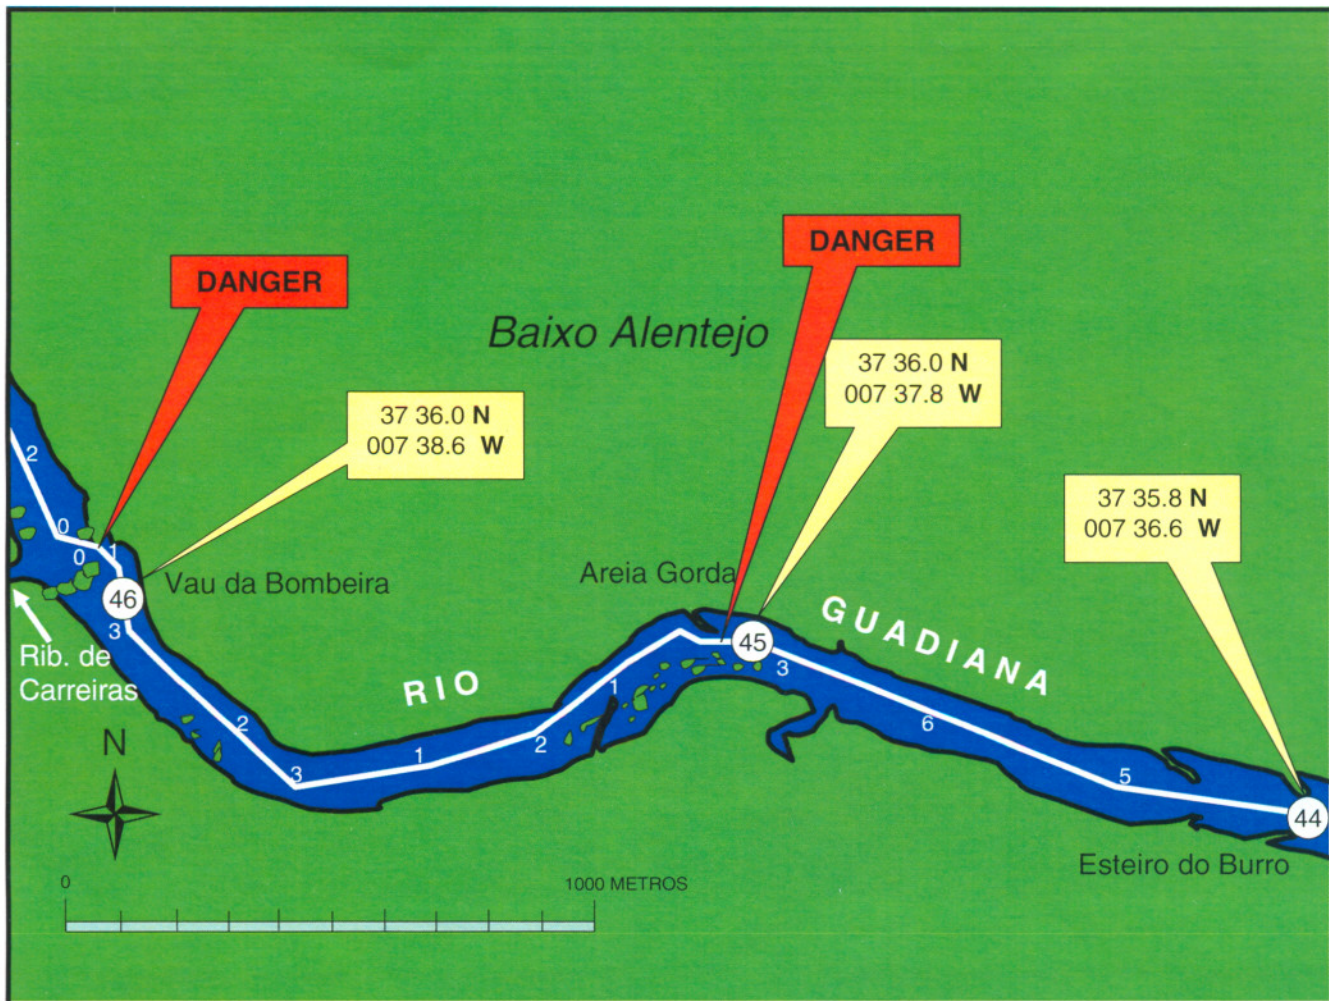 DANGER
DANGER
Baixo Alentejo
37 36.0 N
007 37.8 W
37 36.0 N
007 38.6 W
37 35.8 N
007 36.6 W
2
0
0
1
Vau da Bombeira
Areia Gorda
46
3
45
3
GUADIANA
Rib. de
Carreiras
RIO
1
6
2
1
2
3
5
N
44
Esteiro do Burro
0
1000 METROS